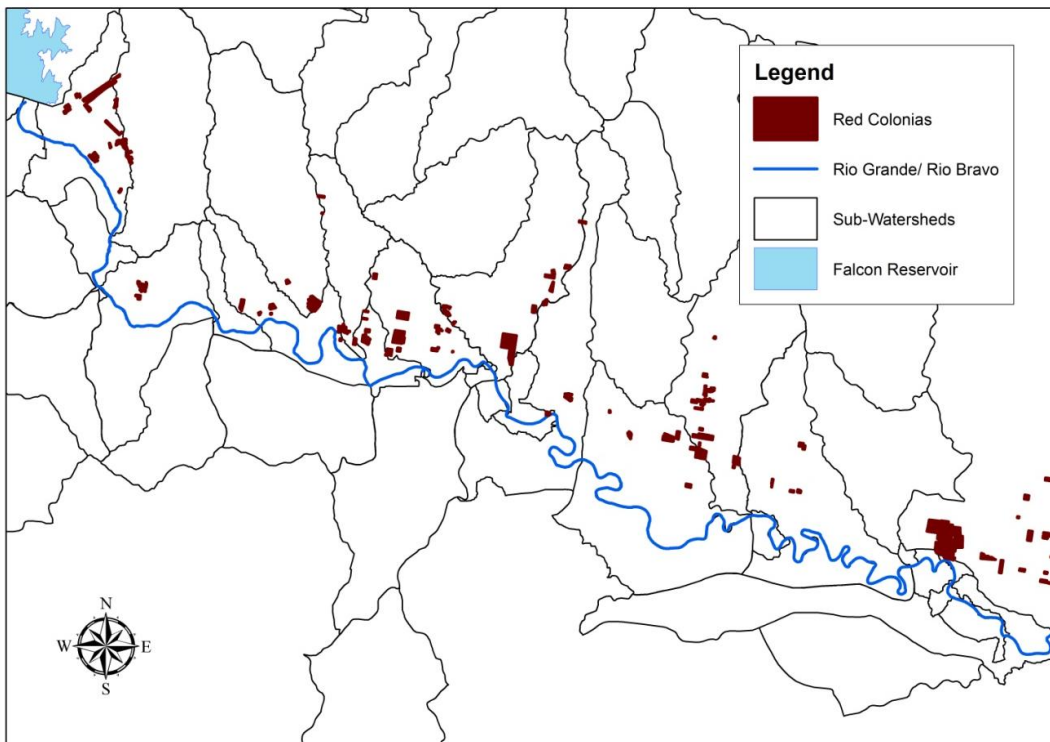 Legend
Red Colonias
Rio Grande/ Rio Bravo
Sub-Watersheds
Falcon Reservoir
N
W E
S